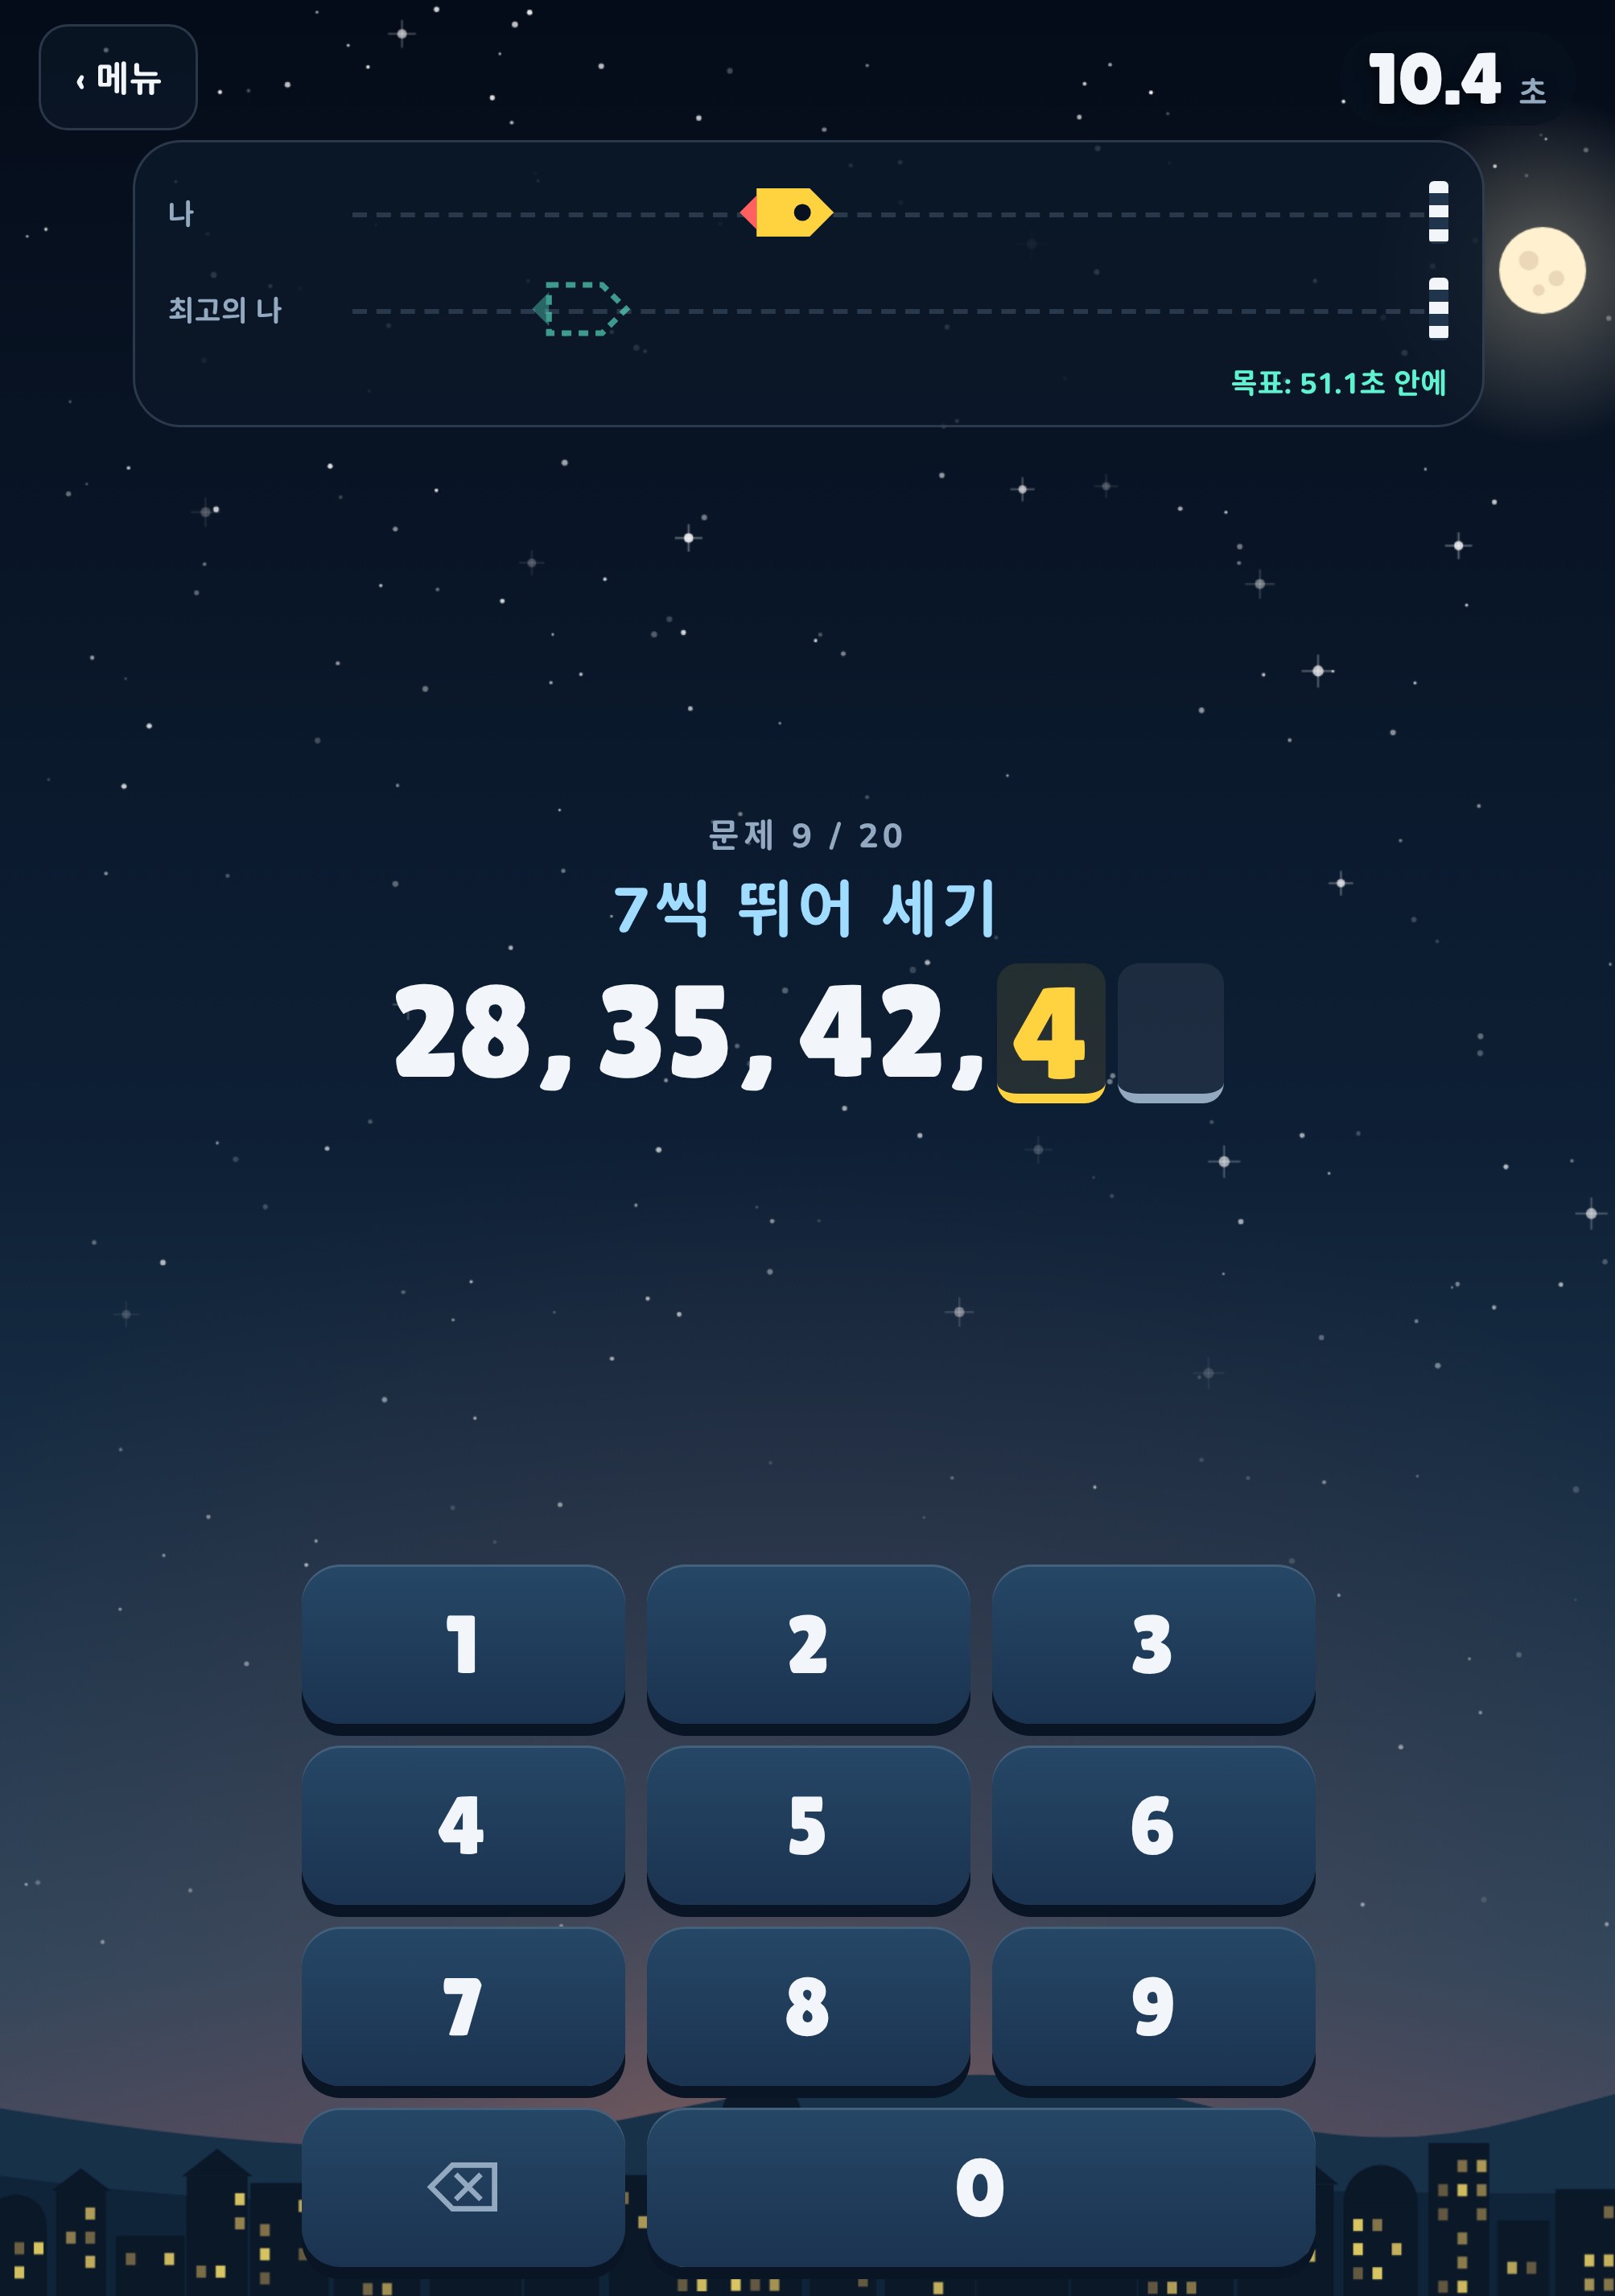 ‹ 메뉴
10.4 초
나
최고의 나
목표: 51.1초 안에
문제 9 / 20
7씩 뛰어 세기
28, 35, 42, 4
1 2 3
4 5 6
7 8 9
0